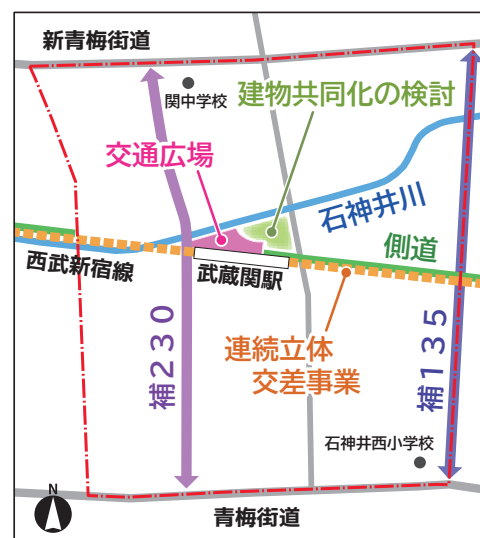 新青梅街道
関中学校
建物共同化の検討
交通広場
石神井川
側道
西武新宿線
武蔵関駅
補230
連続立体
交差事業
補135
石神井西小学校
N
青梅街道